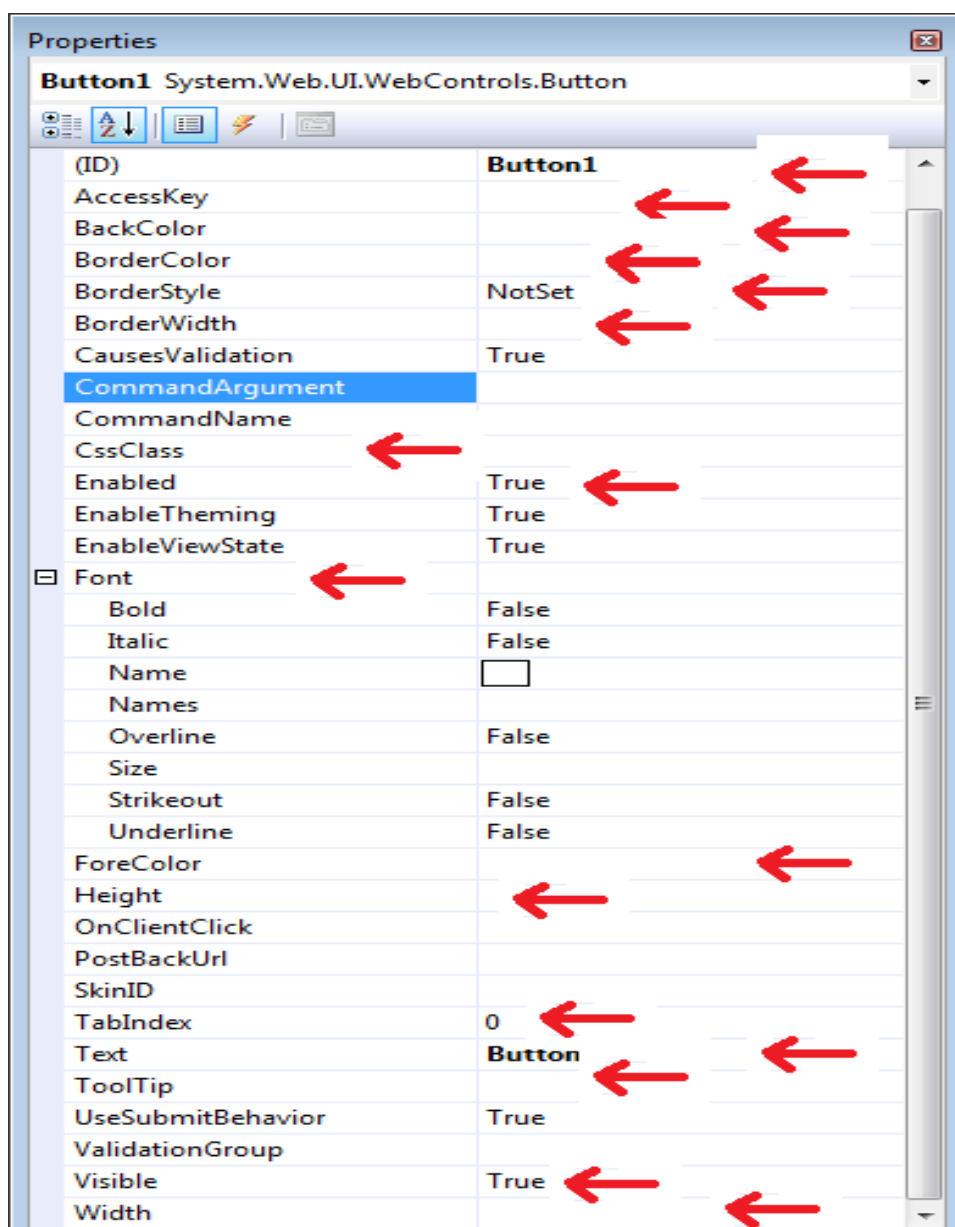 Properties
Button1 System.Web.UI.WebControls.Button
(ID) Button1
AccessKey
BackColor
BorderColor
BorderStyle NotSet
BorderWidth
CausesValidation True
CommandArgument
CommandName
CssClass
Enabled True
EnableTheming True
EnableViewState True
Font
Bold False
Italic False
Name
Names
Overline False
Size
Strikeout False
Underline False
ForeColor
Height
OnClientClick
PostBackUrl
SkinID
TabIndex 0
Text Button
ToolTip
UseSubmitBehavior True
ValidationGroup
Visible True
Width